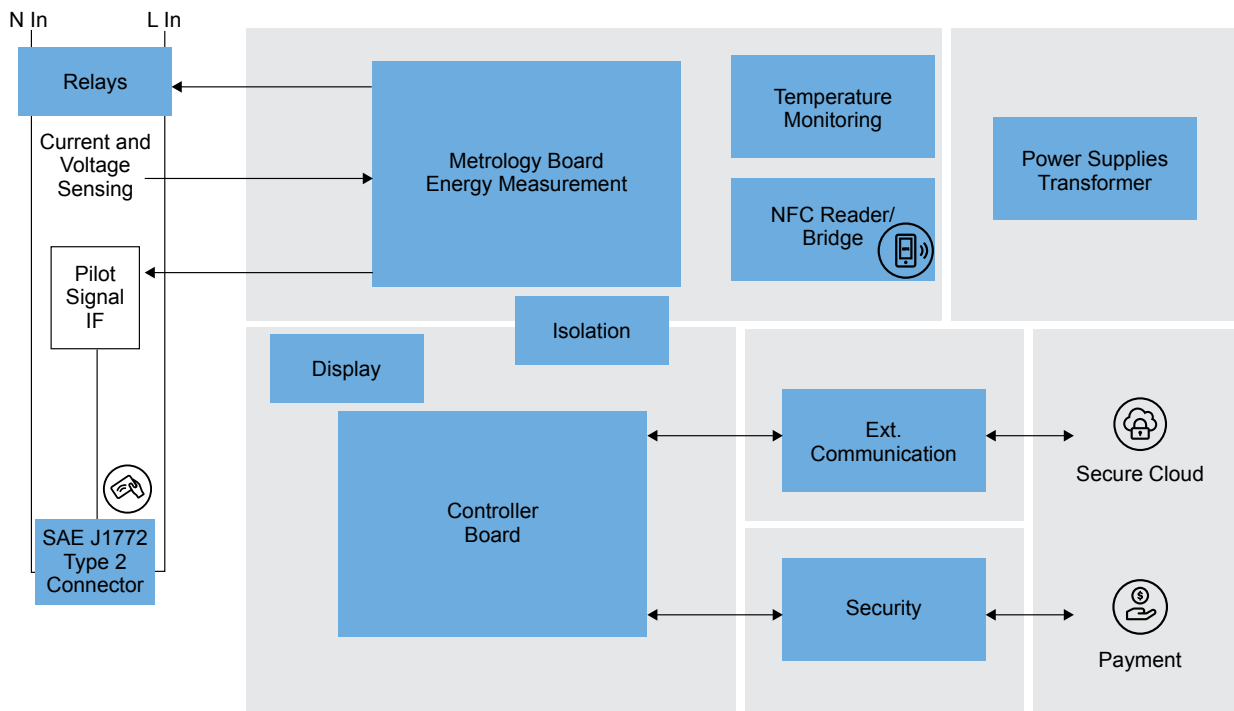 N In
L In
Relays
Current and
Voltage
Sensing
Pilot
Signal
IF
SAE J1772
Type 2
Connector
Metrology Board
Energy Measurement
Temperature
Monitoring
NFC Reader/
Bridge
Power Supplies
Transformer
Isolation
Display
Controller
Board
Ext.
Communication
Security
Secure Cloud
$
Payment